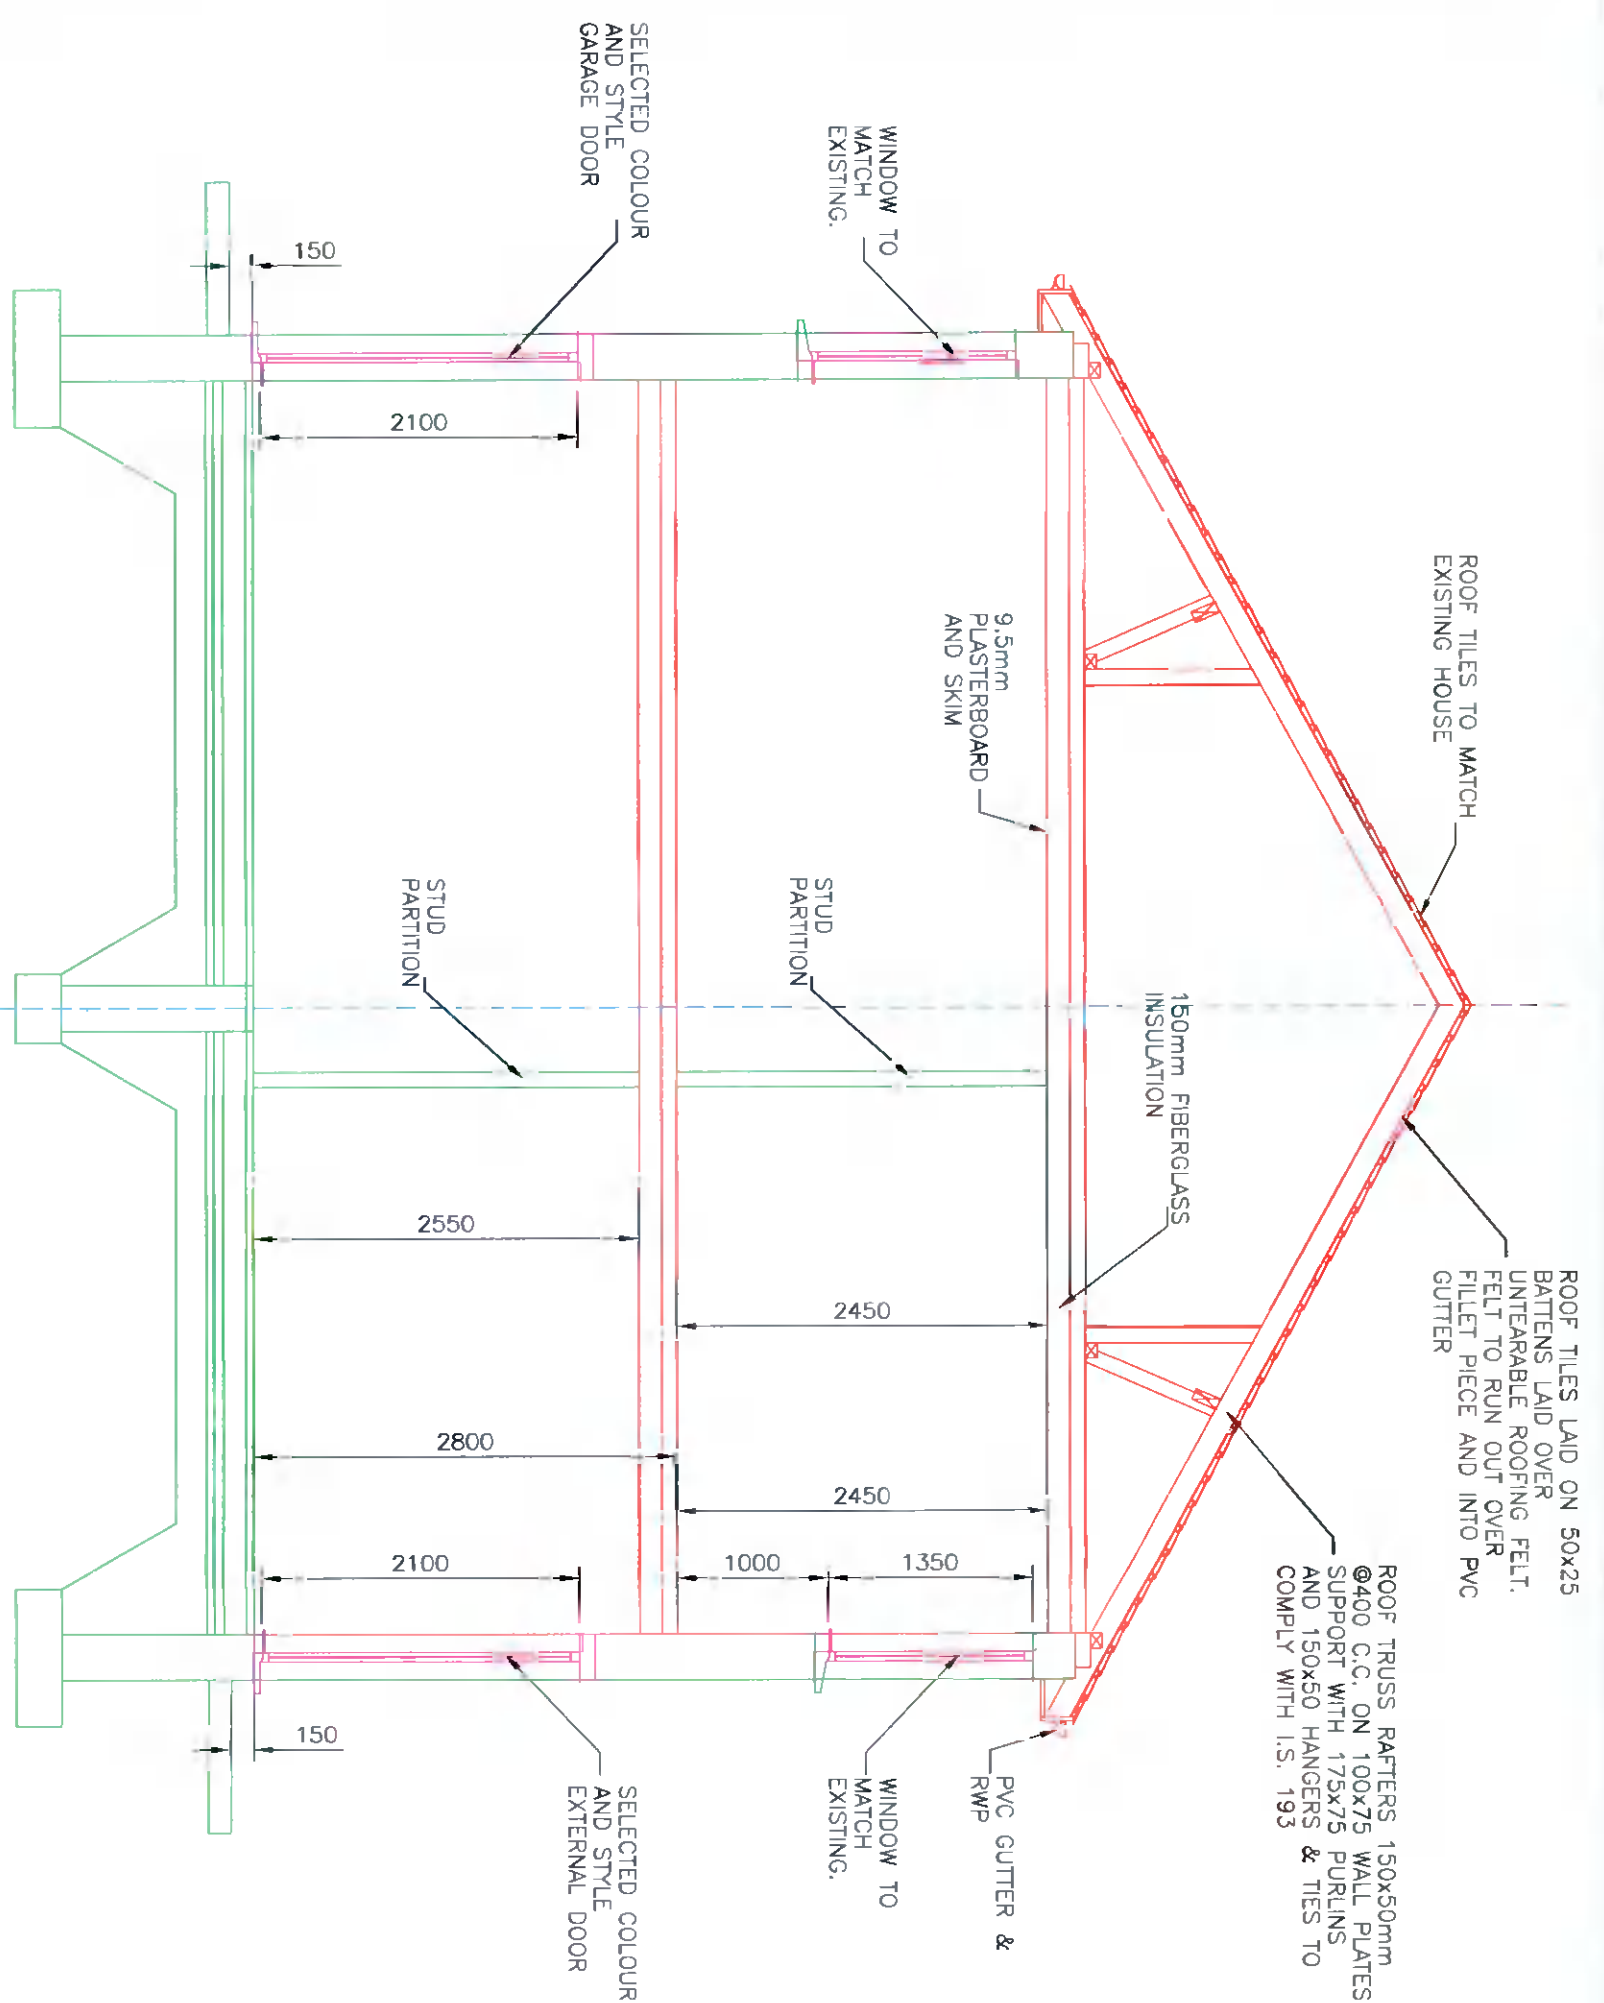 ROOF TILES LAID ON 50x25
BATTENS LAID OVER
UNTEARABLE ROOFING FELT.
FELT TO RUN OUT OVER
FILLET PIECE AND INTO PVC
GUTTER
ROOF TILES TO MATCH
EXISTING HOUSE
ROOF TRUSS RAFTERS 150x50mm
@400 C.C. ON 100x75 WALL PLATES
SUPPORT WITH 175x75 PURLINS
AND 150x50 HANGERS & TIES TO
COMPLY WITH I.S. 193
150mm FIBERGLASS
INSULATION
9.5mm
PLASTERBOARD
AND SKIM
PVC GUTTER &
RWP
WINDOW TO
MATCH
EXISTING.
STUD
PARTITION
2450
2450
1350
1000
WINDOW TO
MATCH
EXISTING.
SELECTED COLOUR
AND STYLE
GARAGE DOOR
2100
STUD
PARTITION
2550
2800
2100
SELECTED COLOUR
AND STYLE
EXTERNAL DOOR
150
150